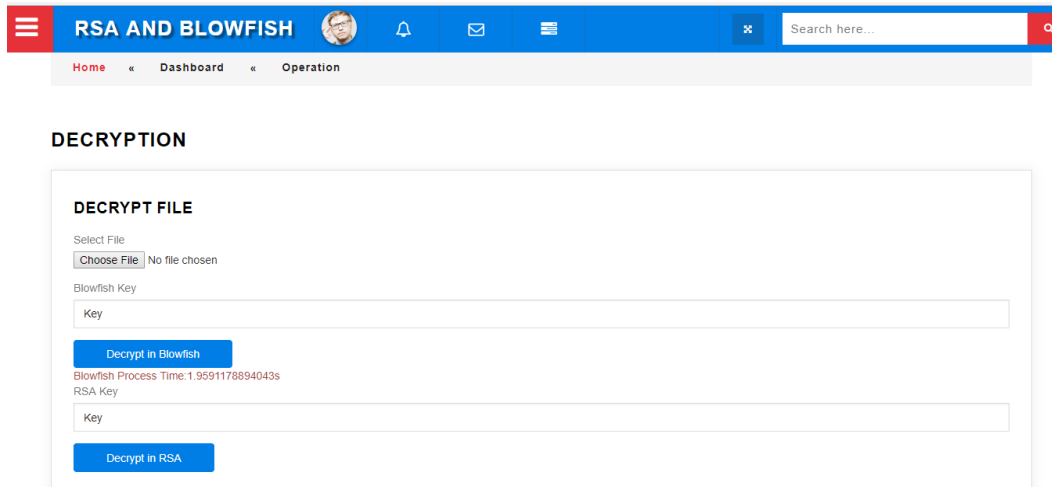 RSA AND BLOWFISH Search here...
Home « Dashboard « Operation
DECRYPTION
DECRYPT FILE
Select File
Choose File No file chosen
Blowfish Key
Key
Decrypt in Blowfish
Blowfish Process Time:1.9591178894043s
RSA Key
Key
Decrypt in RSA